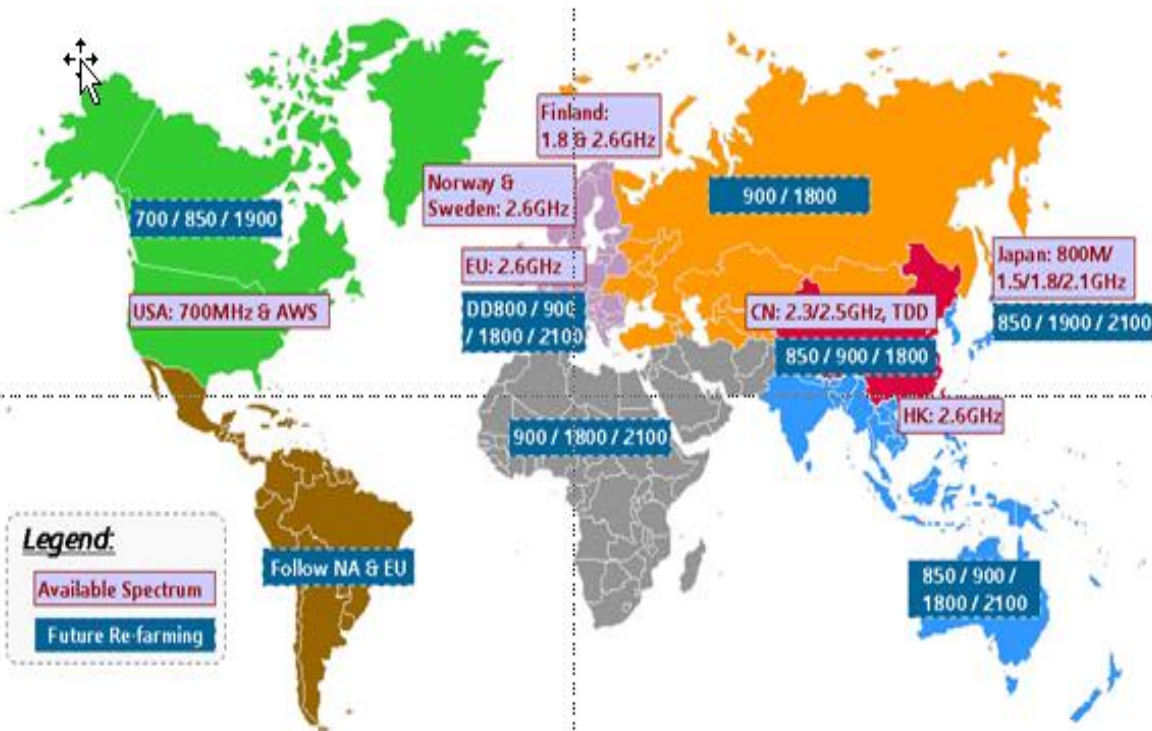 Finland:
1.8 & 2.6GHz
Norway &
Sweden: 2.6GHz
900 / 1800
700 / 850 / 1900
EU: 2.6GHz
Japan: 800M/
1.5/1.8/2.1GHz
USA: 700MHz & AWS
DD800 / 900
/ 1800 / 2100
CN: 2.3/2.5GHz, TDD
850 / 1900 / 2100
850 / 900 / 1800
HK: 2.6GHz
900 / 1800 / 2100
Legend:
Available Spectrum
Future Re-farming
Follow NA & EU
850 / 900 /
1800 / 2100